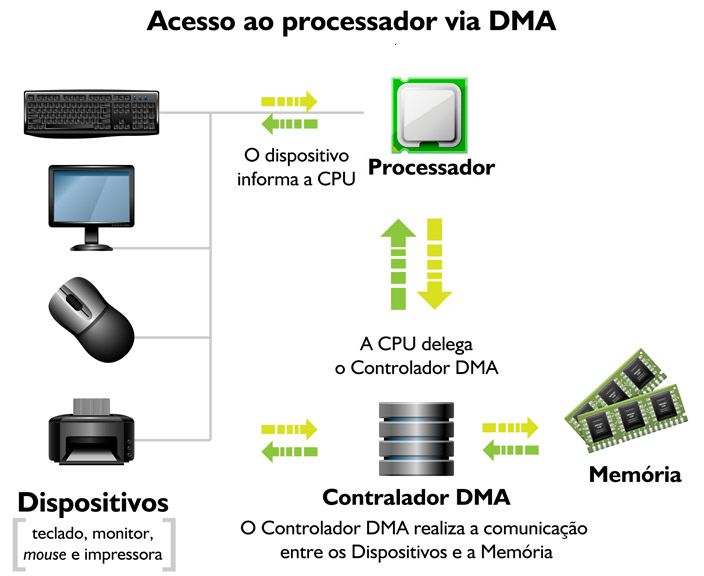 Acesso ao processador via DMA
O dispositivo
informa a CPU
Processador
A CPU delega
o Controlador DMA
Dispositivos
teclado, monitor,
mouse e impressora
Contralador DMA
Memória
O Controlador DMA realiza a comunicação
entre os Dispositivos e a Memória